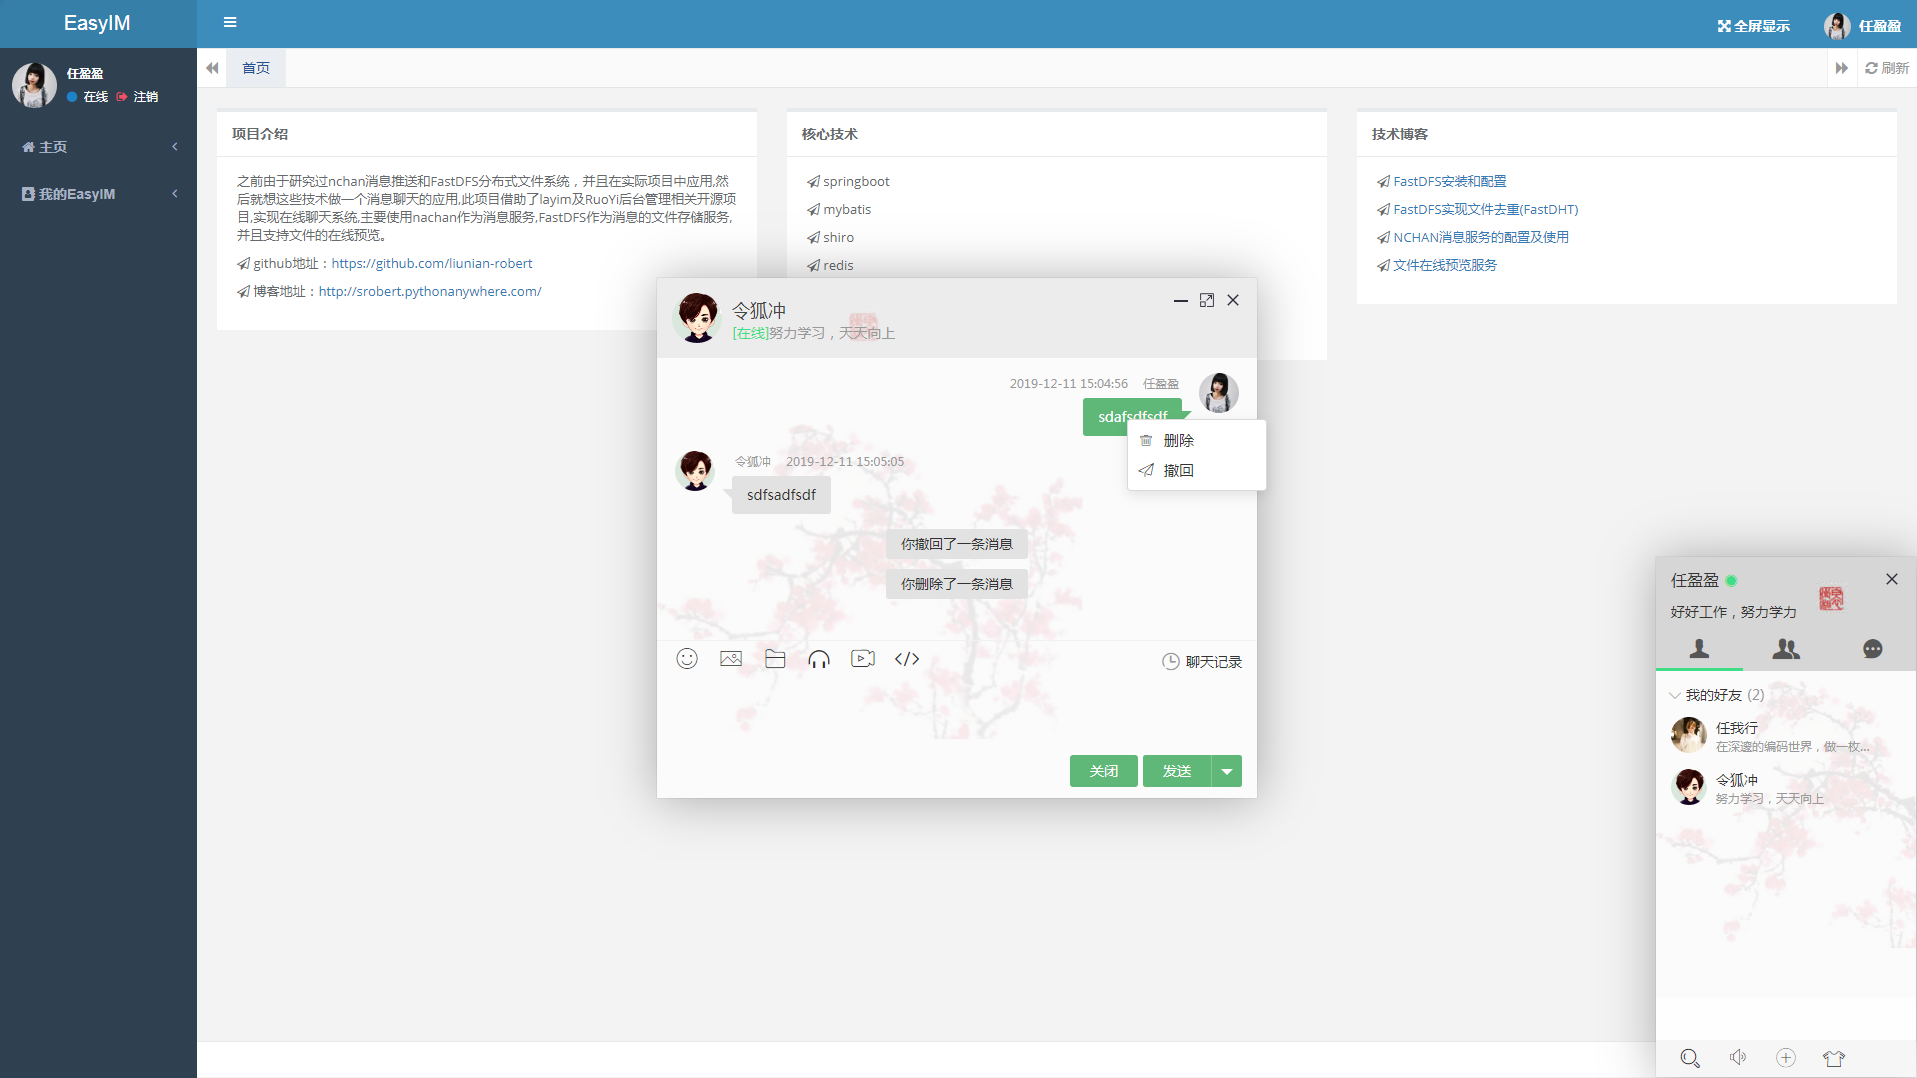 EasyIM
全屏显示
任盈盈
任盈盈
在线 注销
主页
我的EasyIM
首页
刷新
项目介绍
之前由于研究过nchan消息推送和FastDFS分布式文件系统，并且在实际项目中应用,然
后就想这些技术做一个消息聊天的应用,此项目借助了layim及RuoYi后台管理相关开源项
目,实现在线聊天系统,主要使用nachan作为消息服务,FastDFS作为消息的文件存储服务,
并且支持文件的在线预览。
github地址：https://github.com/liunian-robert
博客地址：http://srobert.pythonanywhere.com/
核心技术
springboot
mybatis
shiro
redis
技术博客
FastDFS安装和配置
FastDFS实现文件去重(FastDHT)
NCHAN消息服务的配置及使用
文件在线预览服务
令狐冲
[在线]努力学习，天天向上
2019-12-11 15:04:56 任盈盈
sdafsdfsdf
删除
撤回
令狐冲 2019-12-11 15:05:05
sdfsadfsdf
你撤回了一条消息
你删除了一条消息
聊天记录
关闭
发送
任盈盈
好好工作，努力学力
我的好友 (2)
任我行
在深邃的编码世界，做一枚...
令狐冲
努力学习，天天向上